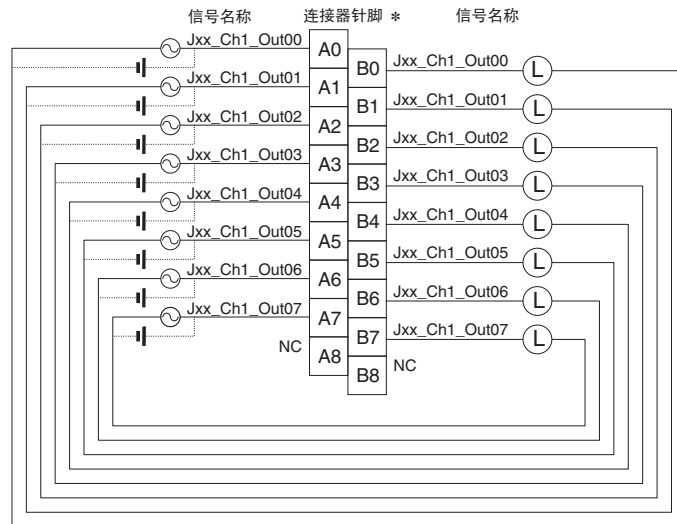 信号名称 连接器针脚 * 信号名称
Jxx_Ch1_Out00 A0
B0 Jxx_Ch1_Out00 L
Jxx_Ch1_Out01 A1
B1 Jxx_Ch1_Out01 L
Jxx_Ch1_Out02 A2
B2 Jxx_Ch1_Out02 L
Jxx_Ch1_Out03 A3
B3 Jxx_Ch1_Out03 L
Jxx_Ch1_Out04 A4
B4 Jxx_Ch1_Out04 L
Jxx_Ch1_Out05 A5
B5 Jxx_Ch1_Out05 L
Jxx_Ch1_Out06 A6
B6 Jxx_Ch1_Out06 L
Jxx_Ch1_Out07 A7
B7 Jxx_Ch1_Out07 L
NC A8
B8 NC